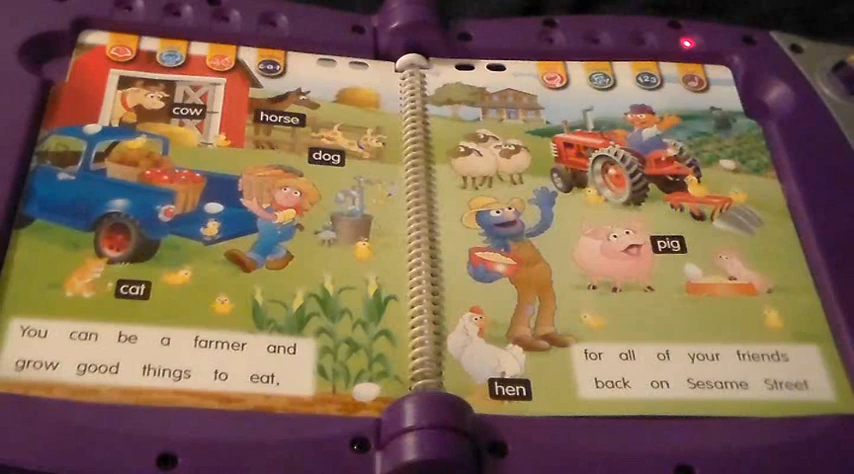 cow
horse
dog
cat
You can be a farmer and
grow good things to eat,
pig
hen
for all of your friends
back on Sesame Street
123